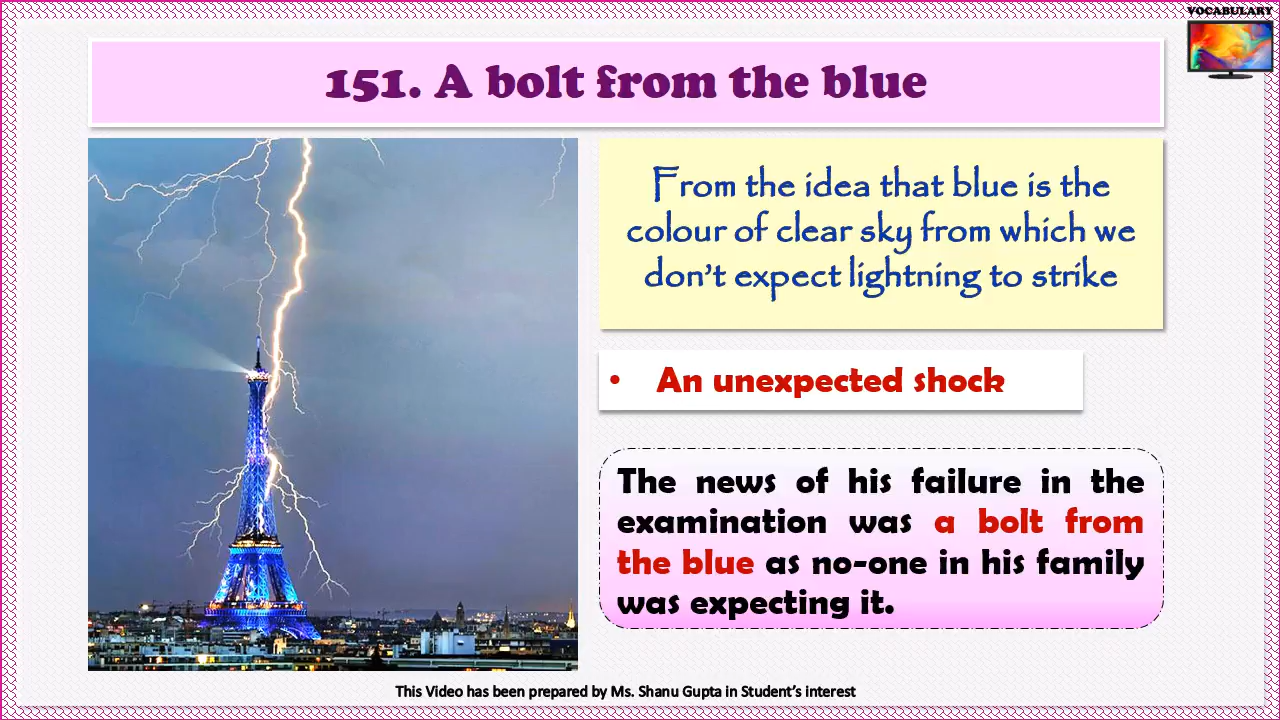 VOCABULARY
151. A bolt from the blue
From the idea that blue is the
colour of clear sky from which we
don't expect lightning to strike
• An unexpected shock
The news of his failure in the
examination was a bolt from
the blue as no-one in his family
was expecting it.
This Video has been prepared by Ms. Shanu Gupta in Student's interest